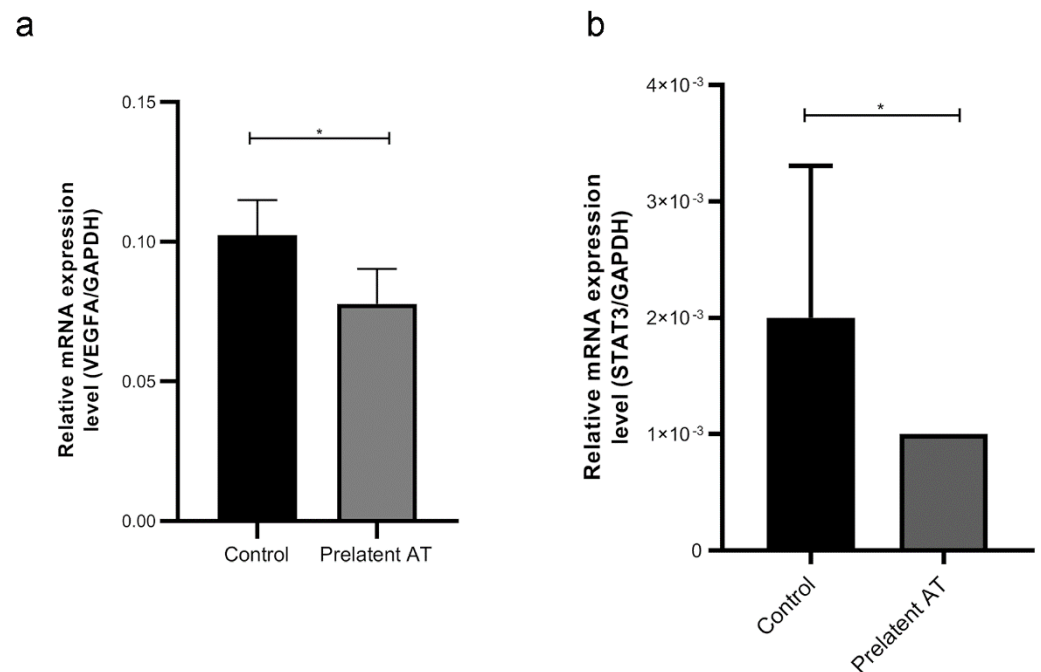 a
0.15
0.10
0.05
0.00
Relative mRNA expression
level (VEGFA/GAPDH)
*
Control
Prelatent AT
b
4×10⁻³
3×10⁻³
2×10⁻³
1×10⁻³
0
Relative mRNA expression
level (STAT3/GAPDH)
*
Control
Prelatent AT